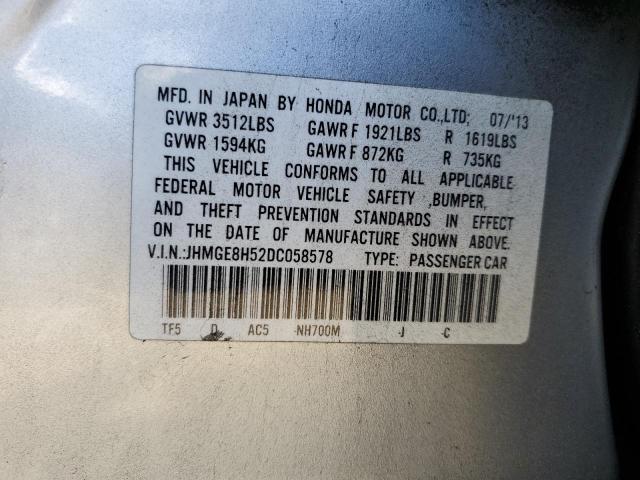 MFD. IN JAPAN BY HONDA MOTOR CO.,LTD; 07/'13
GVWR 3512LBS GAWR F 1921LBS R 1619LBS
GVWR 1594KG GAWR F 872KG R 735KG
THIS VEHICLE CONFORMS TO ALL APPLICABLE
FEDERAL MOTOR VEHICLE SAFETY ,BUMPER,
AND THEFT PREVENTION STANDARDS IN EFFECT
ON THE DATE OF MANUFACTURE SHOWN ABOVE.
V.I.N.:JHMGE8H52DC058578 TYPE: PASSENGER CAR
TF5 D AC5 -NH700M -J -C